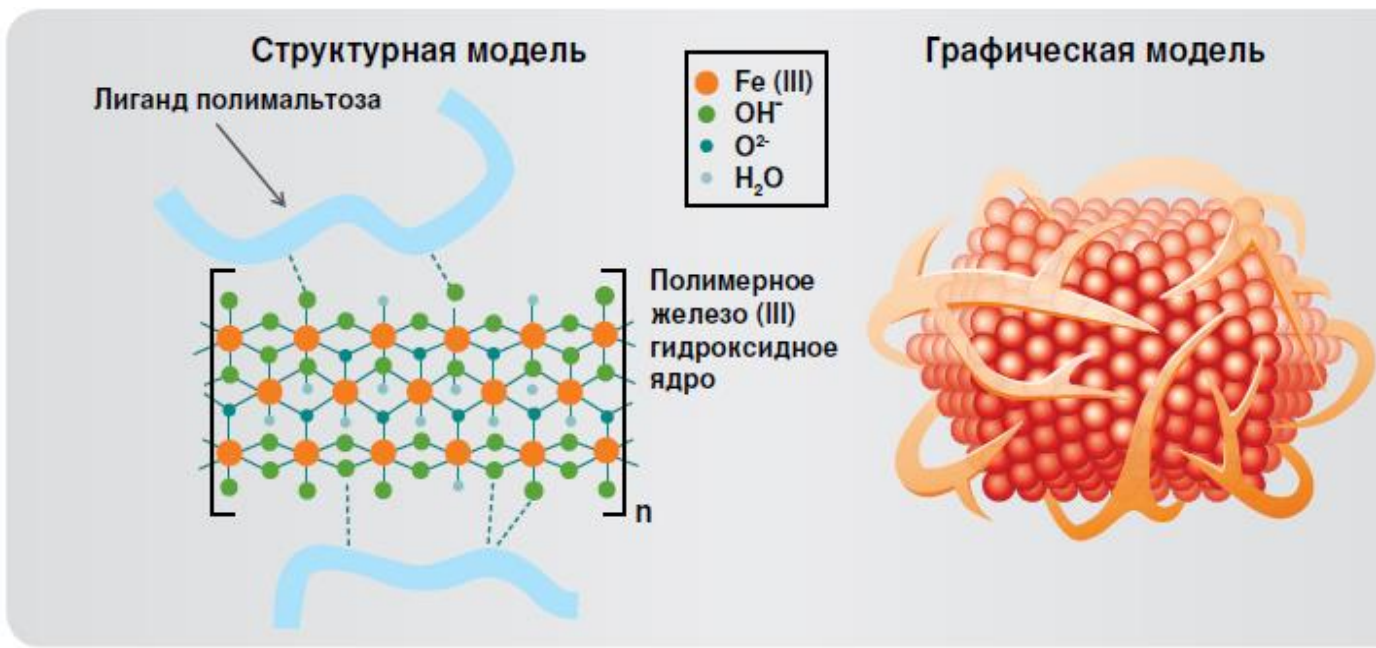 Структурная модель
Лиганд полимальтоза
Fe (III)
OH⁻
O²⁻
H₂O
Полимерное
железо (III)
гидроксидное
ядро
n
Графическая модель